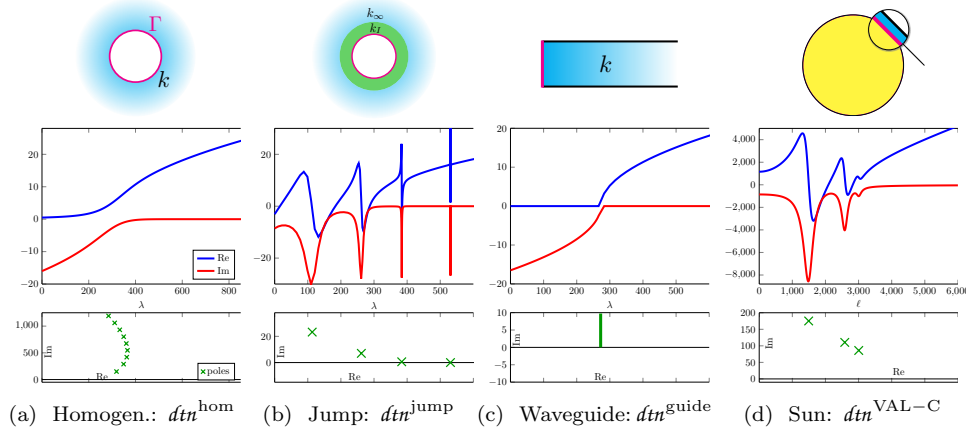 Γ
k
k∞
kI
k
20
10
0
−10
−20
0 200 400 600 800
λ
Re
Im
20
0
−20
0 100 200 300 400 500
λ
20
10
0
−10
−20
0 100 200 300 400 500
λ
4,000
2,000
0
−2,000
−4,000
−6,000
−8,000
0 1,000 2,000 3,000 4,000 5,000 6,000
ℓ
1,000
500
0
Im
Re
poles
20
0
Im
Re
10
5
0
−5
−10
Im
Re
200
150
100
50
0
Im
Re
(a) Homogen.: dtn^hom (b) Jump: dtn^jump (c) Waveguide: dtn^guide (d) Sun: dtn^VAL−C